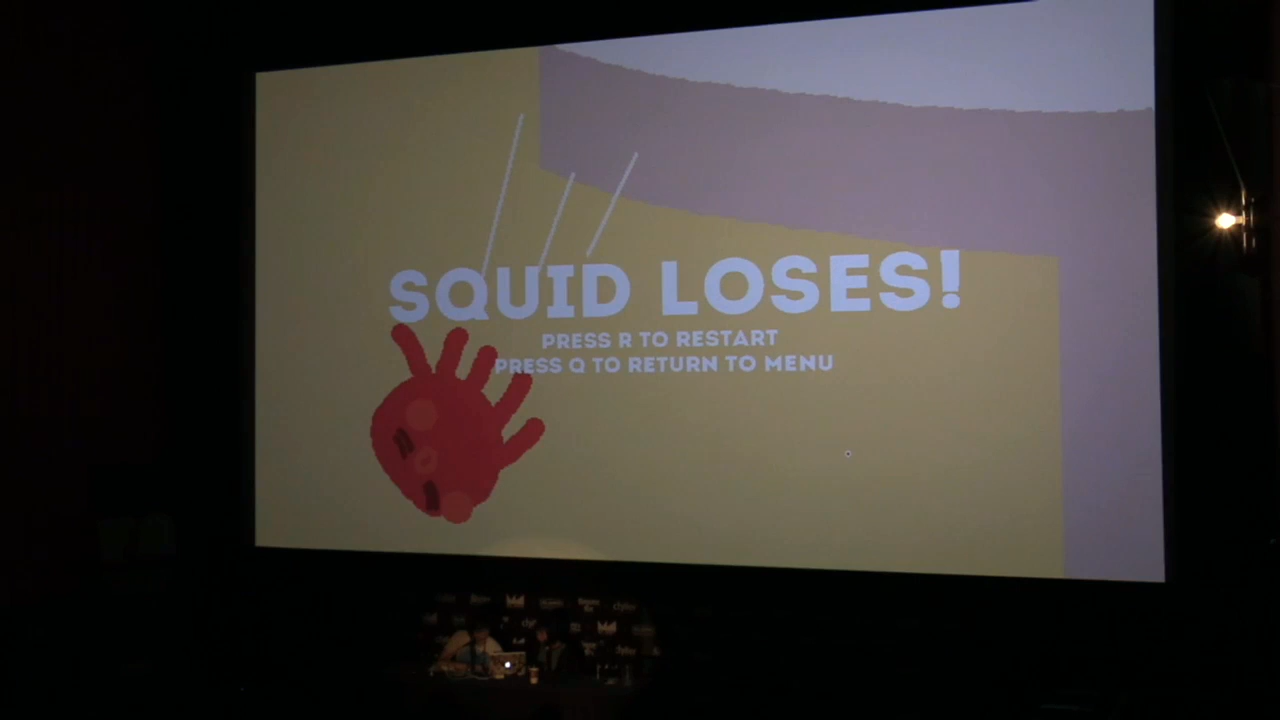 SQUID LOSES!
PRESS R TO RESTART
PRESS Q TO RETURN TO MENU